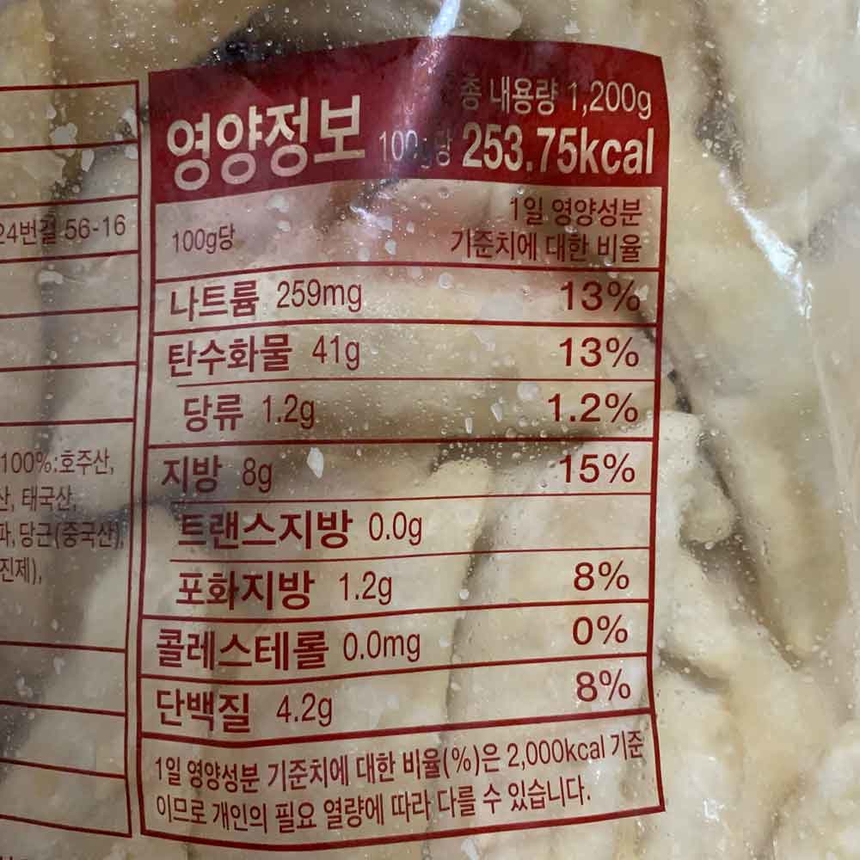 영양정보
총 내용량 1,200g
100g당 253.75kcal
100g당
1일 영양성분
기준치에 대한 비율
나트륨 259mg 13%
탄수화물 41g 13%
당류 1.2g 1.2%
지방 8g 15%
트랜스지방 0.0g
포화지방 1.2g 8%
콜레스테롤 0.0mg 0%
단백질 4.2g 8%
1일 영양성분 기준치에 대한 비율(%)은 2,000kcal 기준
이므로 개인의 필요 열량에 따라 다를 수 있습니다.
24번길 56-16
100%:호주산,
산, 태국산,
파, 당근(중국산),
진제),